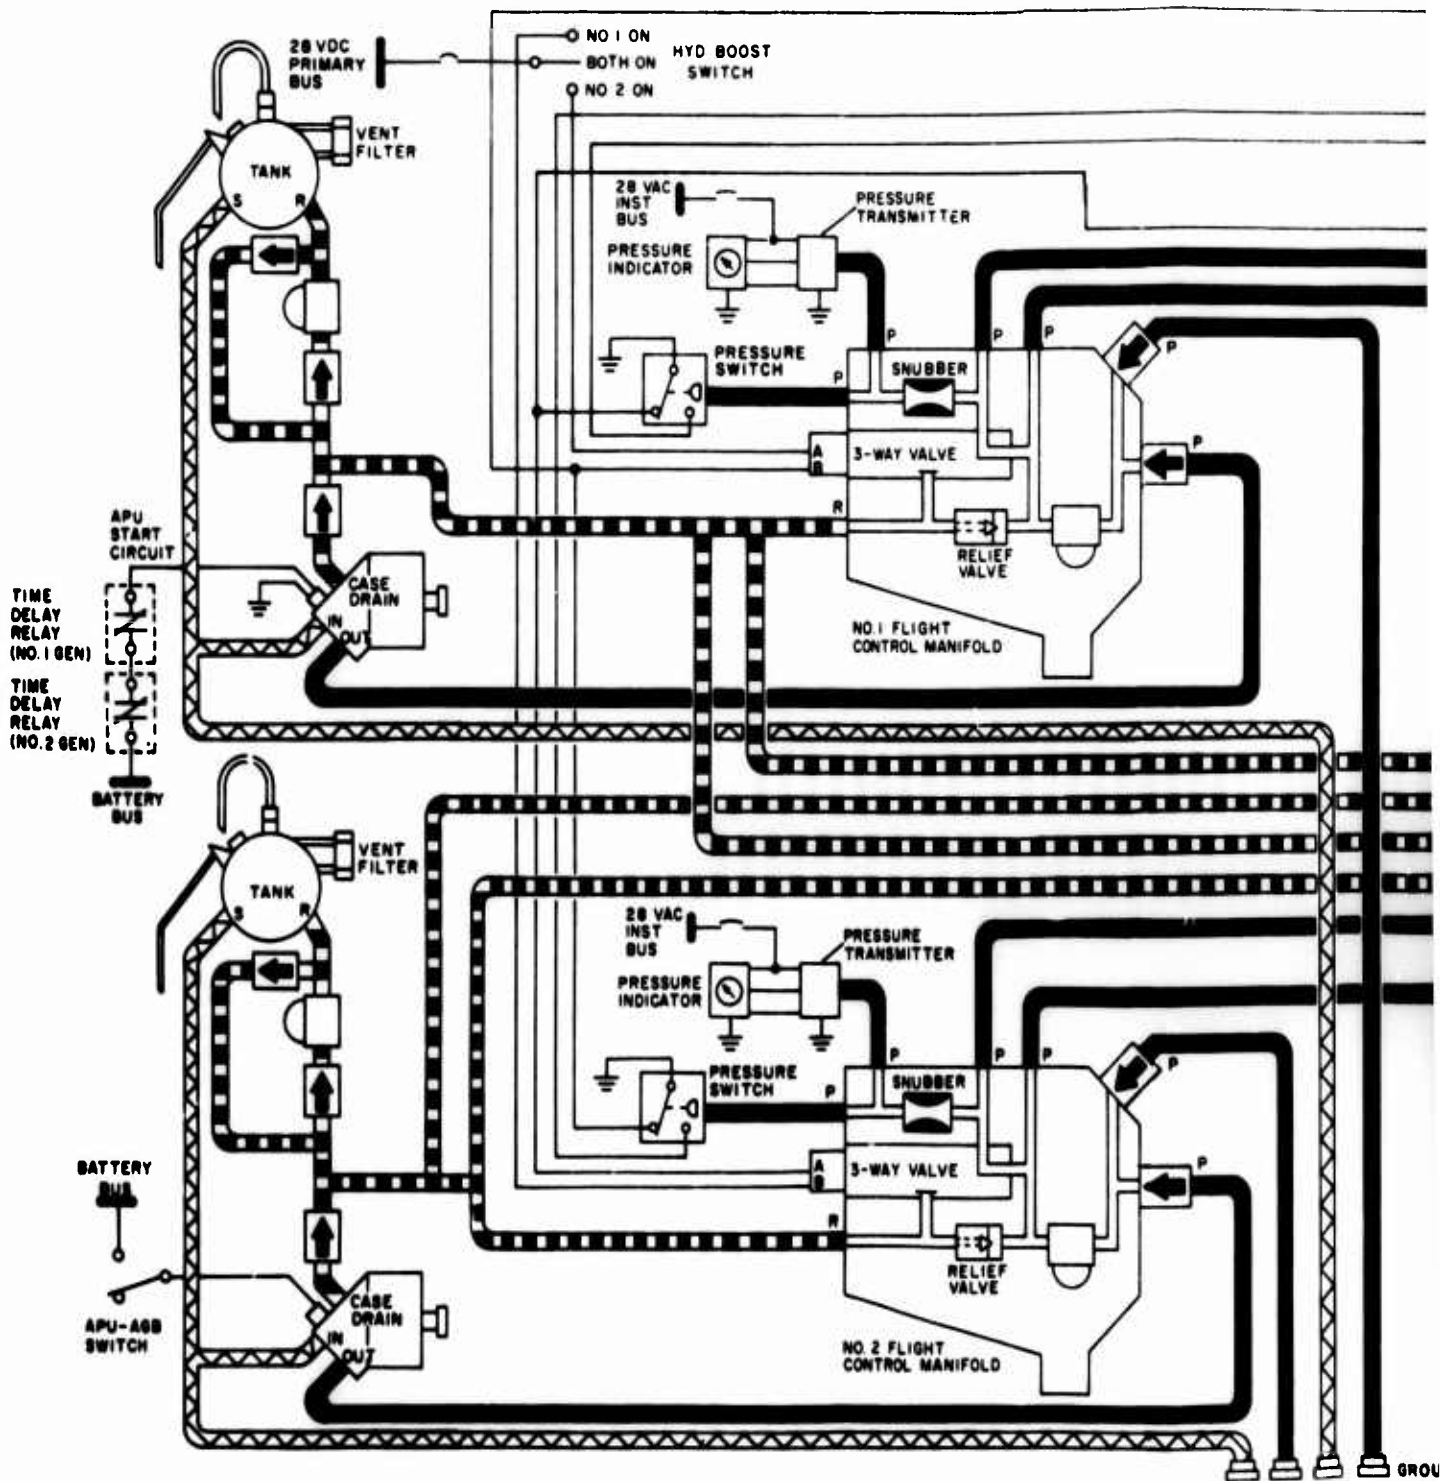 28 VDC
PRIMARY
BUS
NO 1 ON
BOTH ON
NO 2 ON
HYD BOOST
SWITCH
VENT
FILTER
TANK
S
R
28 VAC
INST
BUS
PRESSURE
TRANSMITTER
PRESSURE
INDICATOR
P
P
P
P
PRESSURE
SWITCH
P
SNUBBER
A
B
3-WAY VALVE
P
R
RELIEF
VALVE
APU
START
CIRCUIT
CASE
DRAIN
IN
OUT
TIME
DELAY
RELAY
(NO. 1 GEN)
TIME
DELAY
RELAY
(NO. 2 GEN)
BATTERY
BUS
NO. 1 FLIGHT
CONTROL MANIFOLD
VENT
FILTER
TANK
S
R
28 VAC
INST
BUS
PRESSURE
TRANSMITTER
PRESSURE
INDICATOR
P
P
P
P
PRESSURE
SWITCH
P
SNUBBER
A
B
3-WAY VALVE
P
R
RELIEF
VALVE
BATTERY
BUS
APU-AGB
SWITCH
CASE
DRAIN
IN
OUT
NO. 2 FLIGHT
CONTROL MANIFOLD
GROU